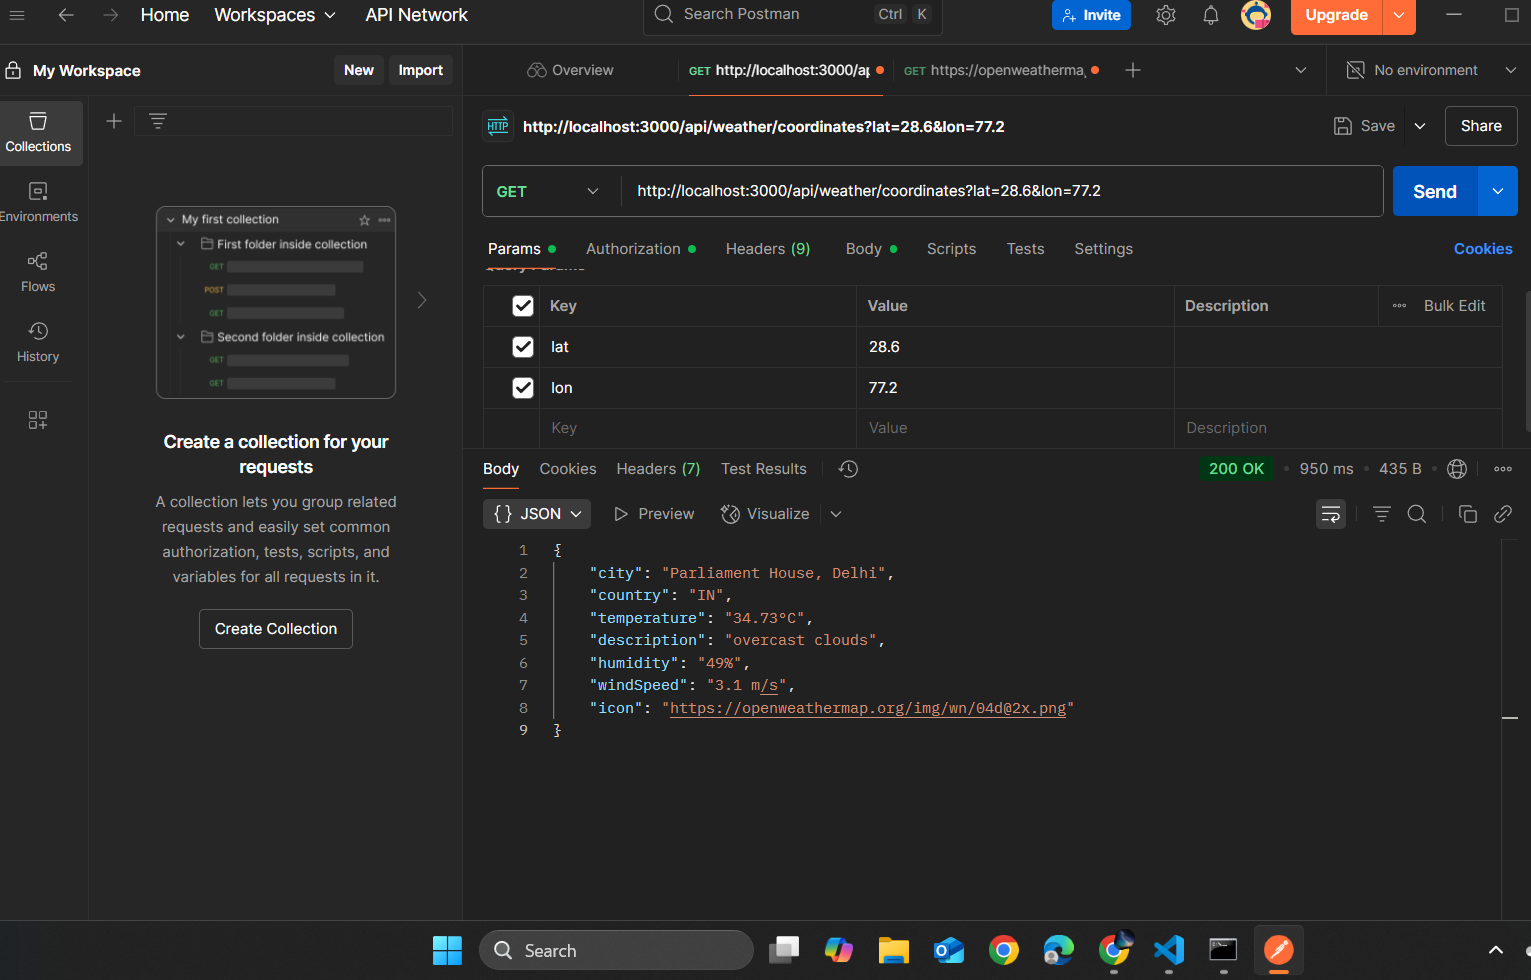 Home Workspaces API Network Search Postman Ctrl K Invite Upgrade
My Workspace New Import Overview GET http://localhost:3000/ap GET https://openweatherma No environment
Collections
Environments
Flows
History
My first collection
First folder inside collection
GET
POST
GET
Second folder inside collection
GET
GET
Create a collection for your
requests
A collection lets you group related
requests and easily set common
authorization, tests, scripts, and
variables for all requests in it.
Create Collection
HTTP http://localhost:3000/api/weather/coordinates?lat=28.6&lon=77.2 Save Share
GET http://localhost:3000/api/weather/coordinates?lat=28.6&lon=77.2 Send
Params Authorization Headers (9) Body Scripts Tests Settings Cookies
Key Value Description Bulk Edit
lat 28.6
lon 77.2
Key Value Description
Body Cookies Headers (7) Test Results 200 OK 950 ms 435 B
{} JSON Preview Visualize
1 {
2 "city": "Parliament House, Delhi",
3 "country": "IN",
4 "temperature": "34.73°C",
5 "description": "overcast clouds",
6 "humidity": "49%",
7 "windSpeed": "3.1 m/s",
8 "icon": "https://openweathermap.org/img/wn/04d@2x.png"
9 }
Search